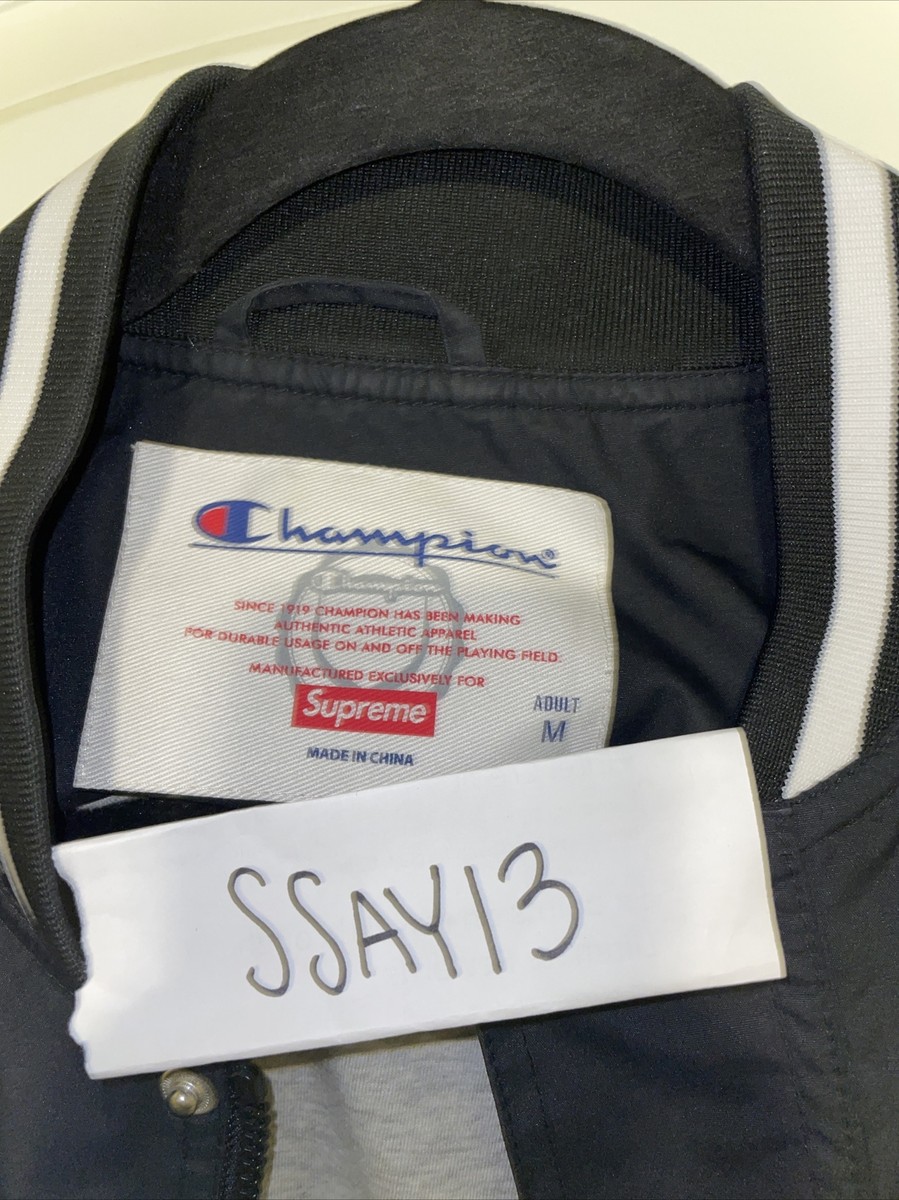 Champion®
Champion
SINCE 1919 CHAMPION HAS BEEN MAKING
AUTHENTIC ATHLETIC APPAREL
FOR DURABLE USAGE ON AND OFF THE PLAYING FIELD.
MANUFACTURED EXCLUSIVELY FOR
Supreme
ADULT
M
MADE IN CHINA
SSAY13